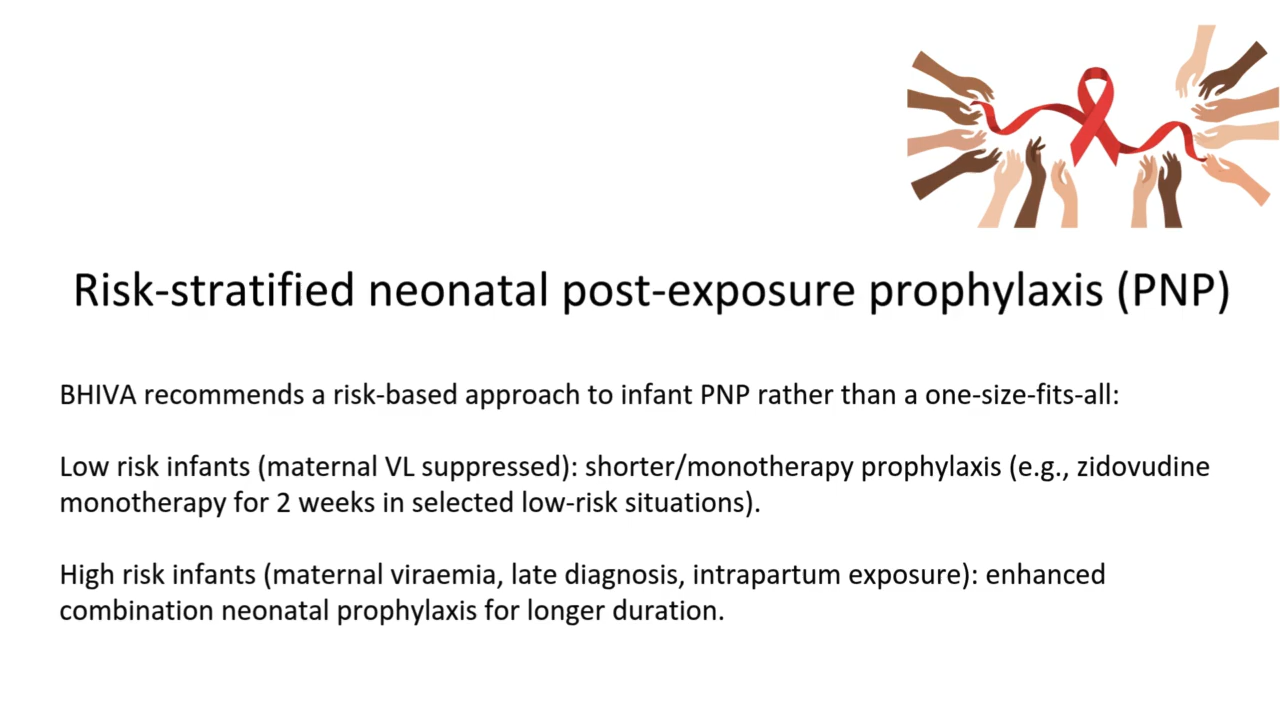 Risk-stratified neonatal post-exposure prophylaxis (PNP)
BHIVA recommends a risk-based approach to infant PNP rather than a one-size-fits-all:
Low risk infants (maternal VL suppressed): shorter/monotherapy prophylaxis (e.g., zidovudine
monotherapy for 2 weeks in selected low-risk situations).
High risk infants (maternal viraemia, late diagnosis, intrapartum exposure): enhanced
combination neonatal prophylaxis for longer duration.